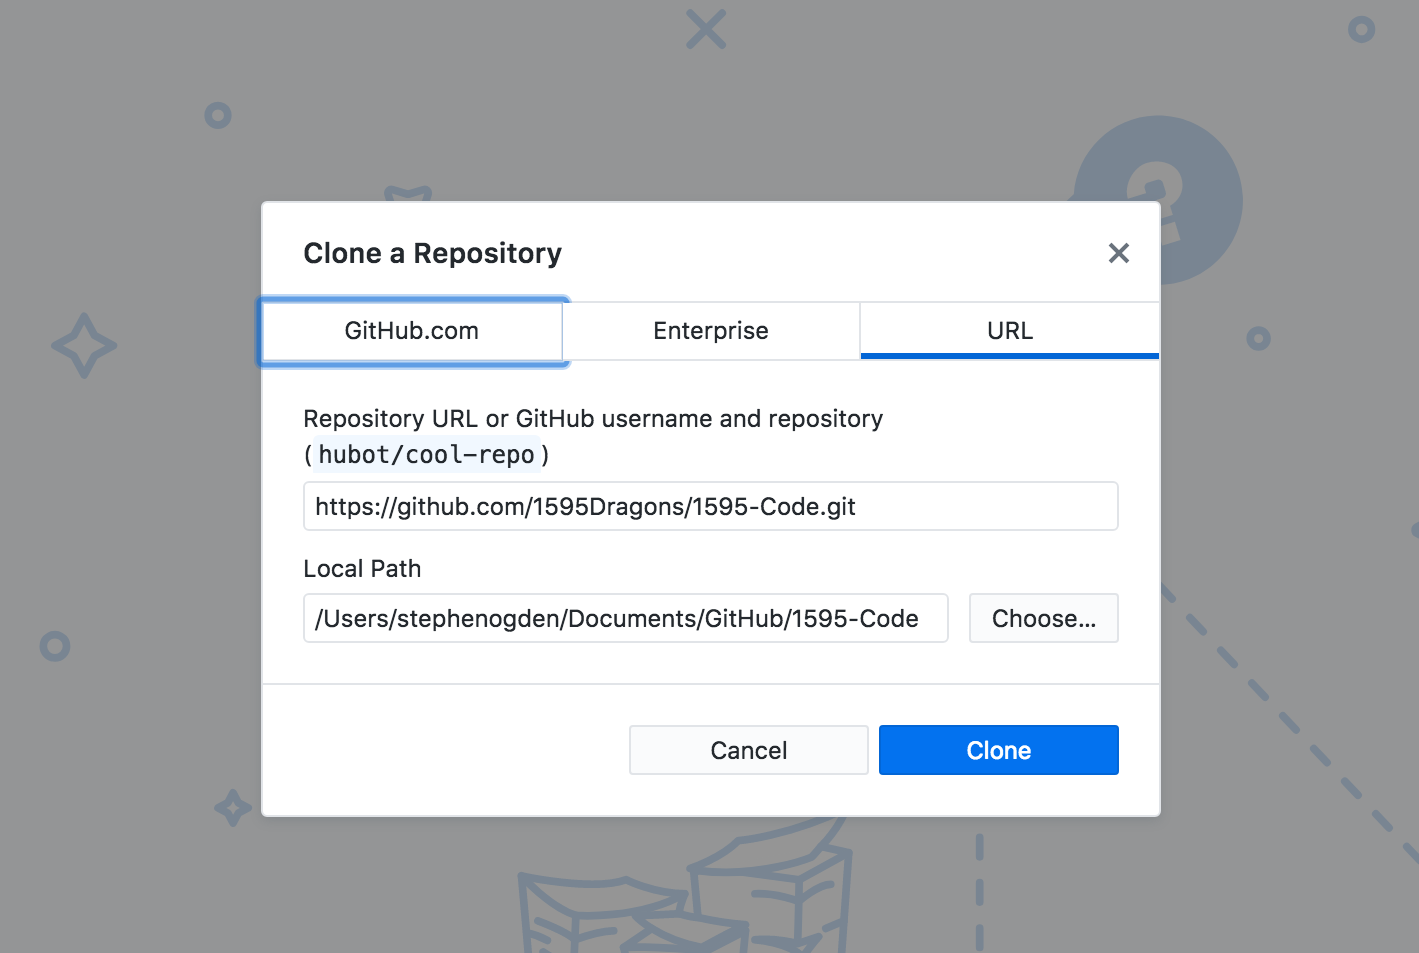 Clone a Repository
GitHub.com
Enterprise
URL
Repository URL or GitHub username and repository
(hubot/cool-repo)
https://github.com/1595Dragons/1595-Code.git
Local Path
/Users/stephenogden/Documents/GitHub/1595-Code
Choose...
Cancel
Clone